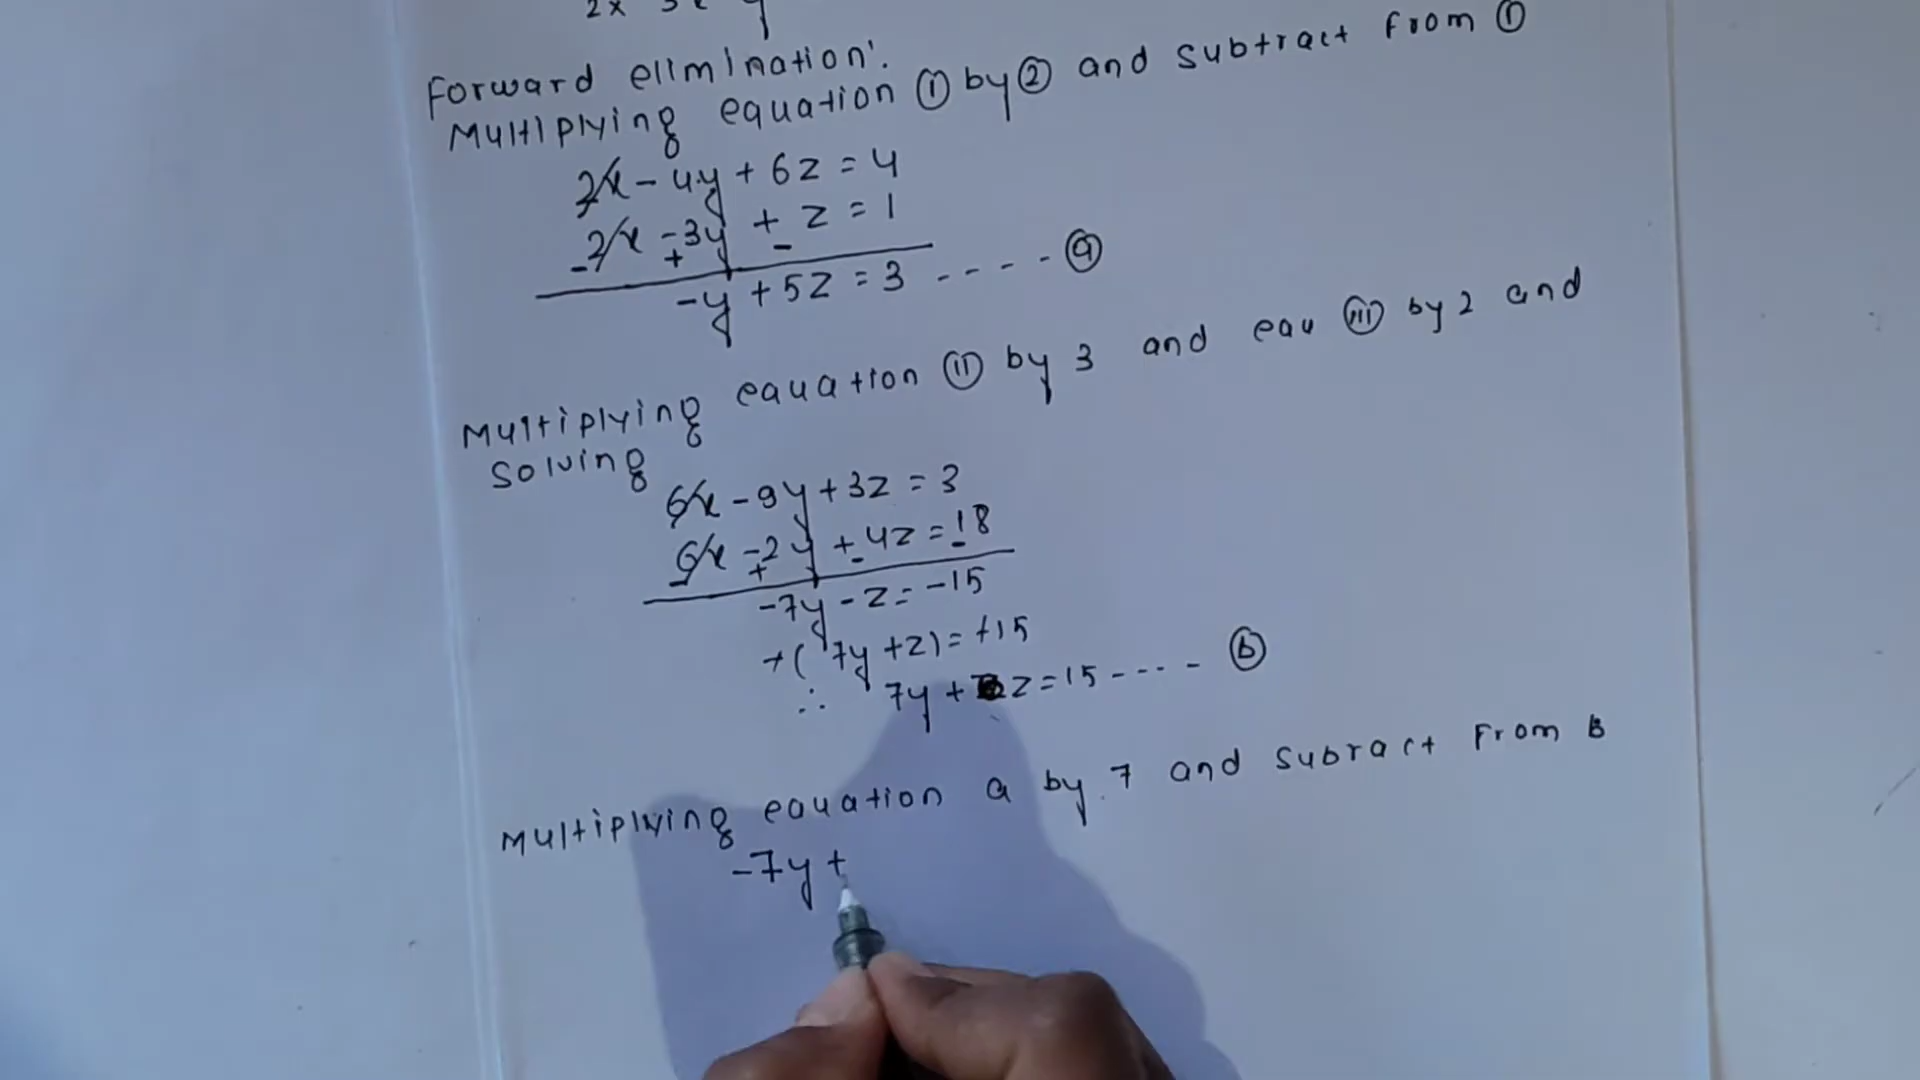 Forward elimination:
Multiplying equation ① by ② and subtract from ①
2x - 4y + 6z = 4
2x - 3y + z = 1
- + -
-y + 5z = 3 - - - - ⓐ
Multiplying equation ⓘⓘ by 3 and equ ⓘⓘⓘ by 2 and
Solving
6x - 9y + 3z = 3
6x - 2y + 4z = 18
- + - -
-7y - z = -15
+( 7y + z) = +15
∴ 7y + z = 15 - - - - ⓑ
Multiplying equation a by 7 and subract from b
-7y +